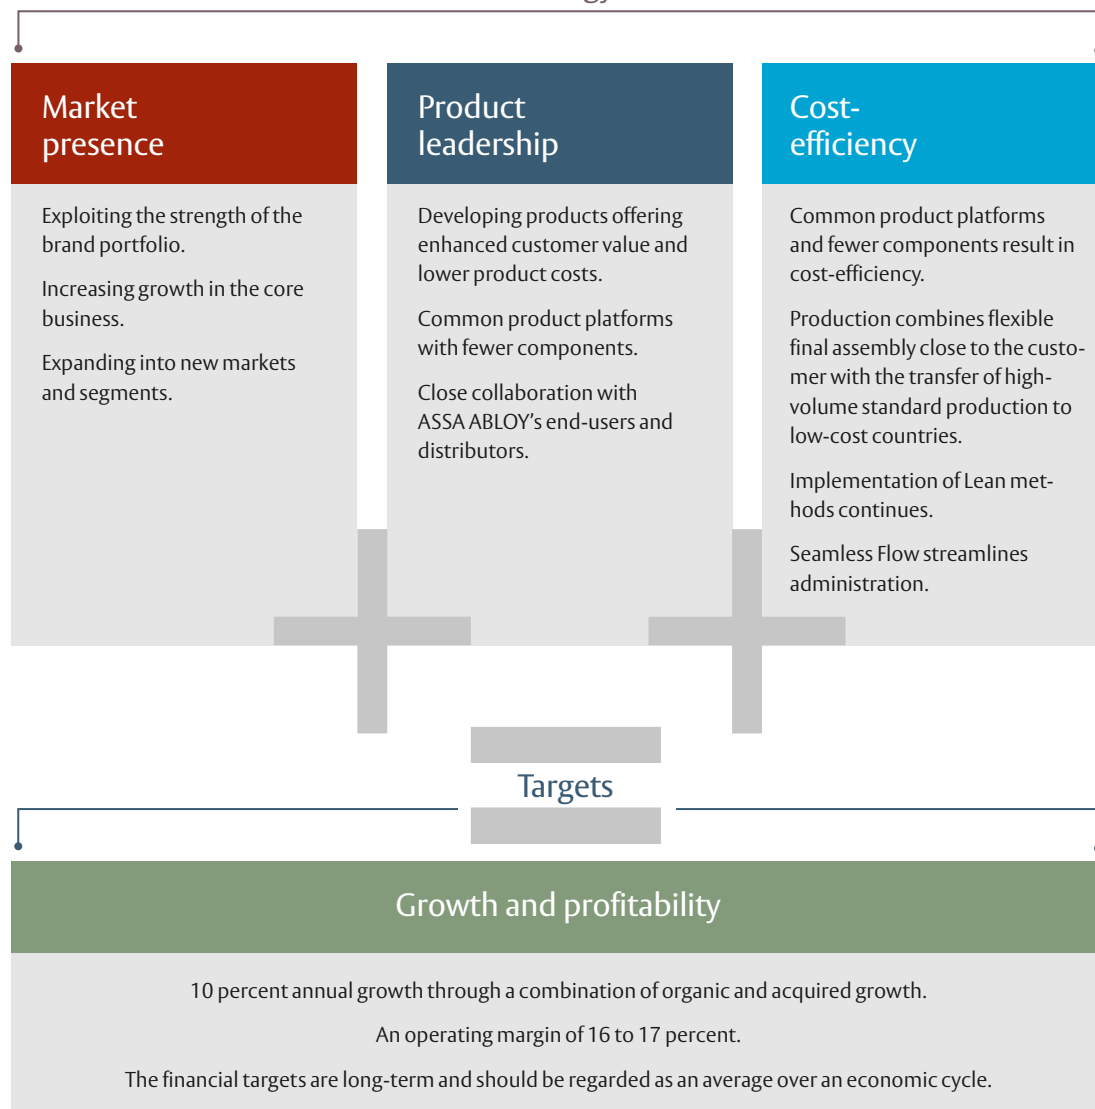 Market
presence
Exploiting the strength of the
brand portfolio.
Increasing growth in the core
business.
Expanding into new markets
and segments.
Product
leadership
Developing products offering
enhanced customer value and
lower product costs.
Common product platforms
with fewer components.
Close collaboration with
ASSA ABLOY’s end-users and
distributors.
Cost-
efficiency
Common product platforms
and fewer components result in
cost-efficiency.
Production combines flexible
final assembly close to the custo-
mer with the transfer of high-
volume standard production to
low-cost countries.
Implementation of Lean met-
hods continues.
Seamless Flow streamlines
administration.
Targets
Growth and profitability
10 percent annual growth through a combination of organic and acquired growth.
An operating margin of 16 to 17 percent.
The financial targets are long-term and should be regarded as an average over an economic cycle.